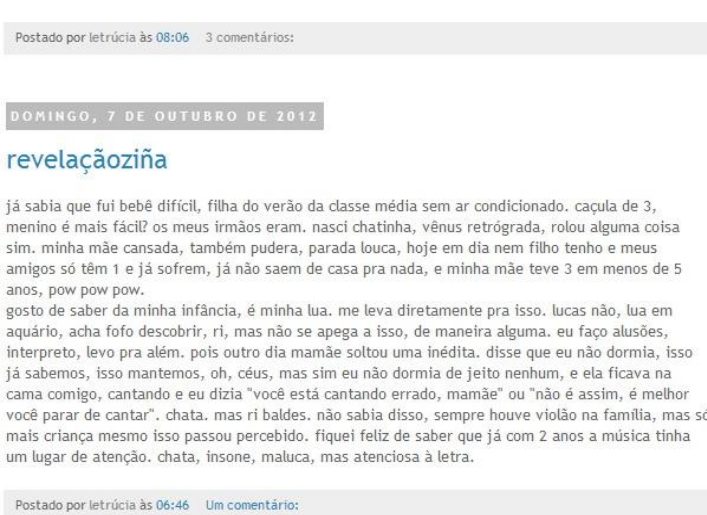 Postado por letrúcia às 08:06 3 comentários:
DOMINGO, 7 DE OUTUBRO DE 2012
revelaçãoziña
já sabia que fui bebê difícil, filha do verão da classe média sem ar condicionado. caçula de 3,
menino é mais fácil? os meus irmãos eram. nasci chatinha, vênus retrógrada, rolou alguma coisa
sim. minha mãe cansada, também pudera, parada louca, hoje em dia nem filho tenho e meus
amigos só têm 1 e já sofrem, já não saem de casa pra nada, e minha mãe teve 3 em menos de 5
anos, pow pow pow.
gosto de saber da minha infância, é minha lua. me leva diretamente pra isso. lucas não, lua em
aquário, acha fofo descobrir, ri, mas não se apega a isso, de maneira alguma. eu faço alusões,
interpreto, levo pra além. pois outro dia mamãe soltou uma inédita. disse que eu não dormia, isso
já sabemos, isso mantemos, oh, céus, mas sim eu não dormia de jeito nenhum, e ela ficava na
cama comigo, cantando e eu dizia "você está cantando errado, mamãe" ou "não é assim, é melhor
você parar de cantar". chata. mas ri baldes. não sabia disso, sempre houve violão na família, mas só
mais criança mesmo isso passou percebido. fiquei feliz de saber que já com 2 anos a música tinha
um lugar de atenção. chata, insone, maluca, mas atenciosa à letra.
Postado por letrúcia às 06:46 Um comentário: